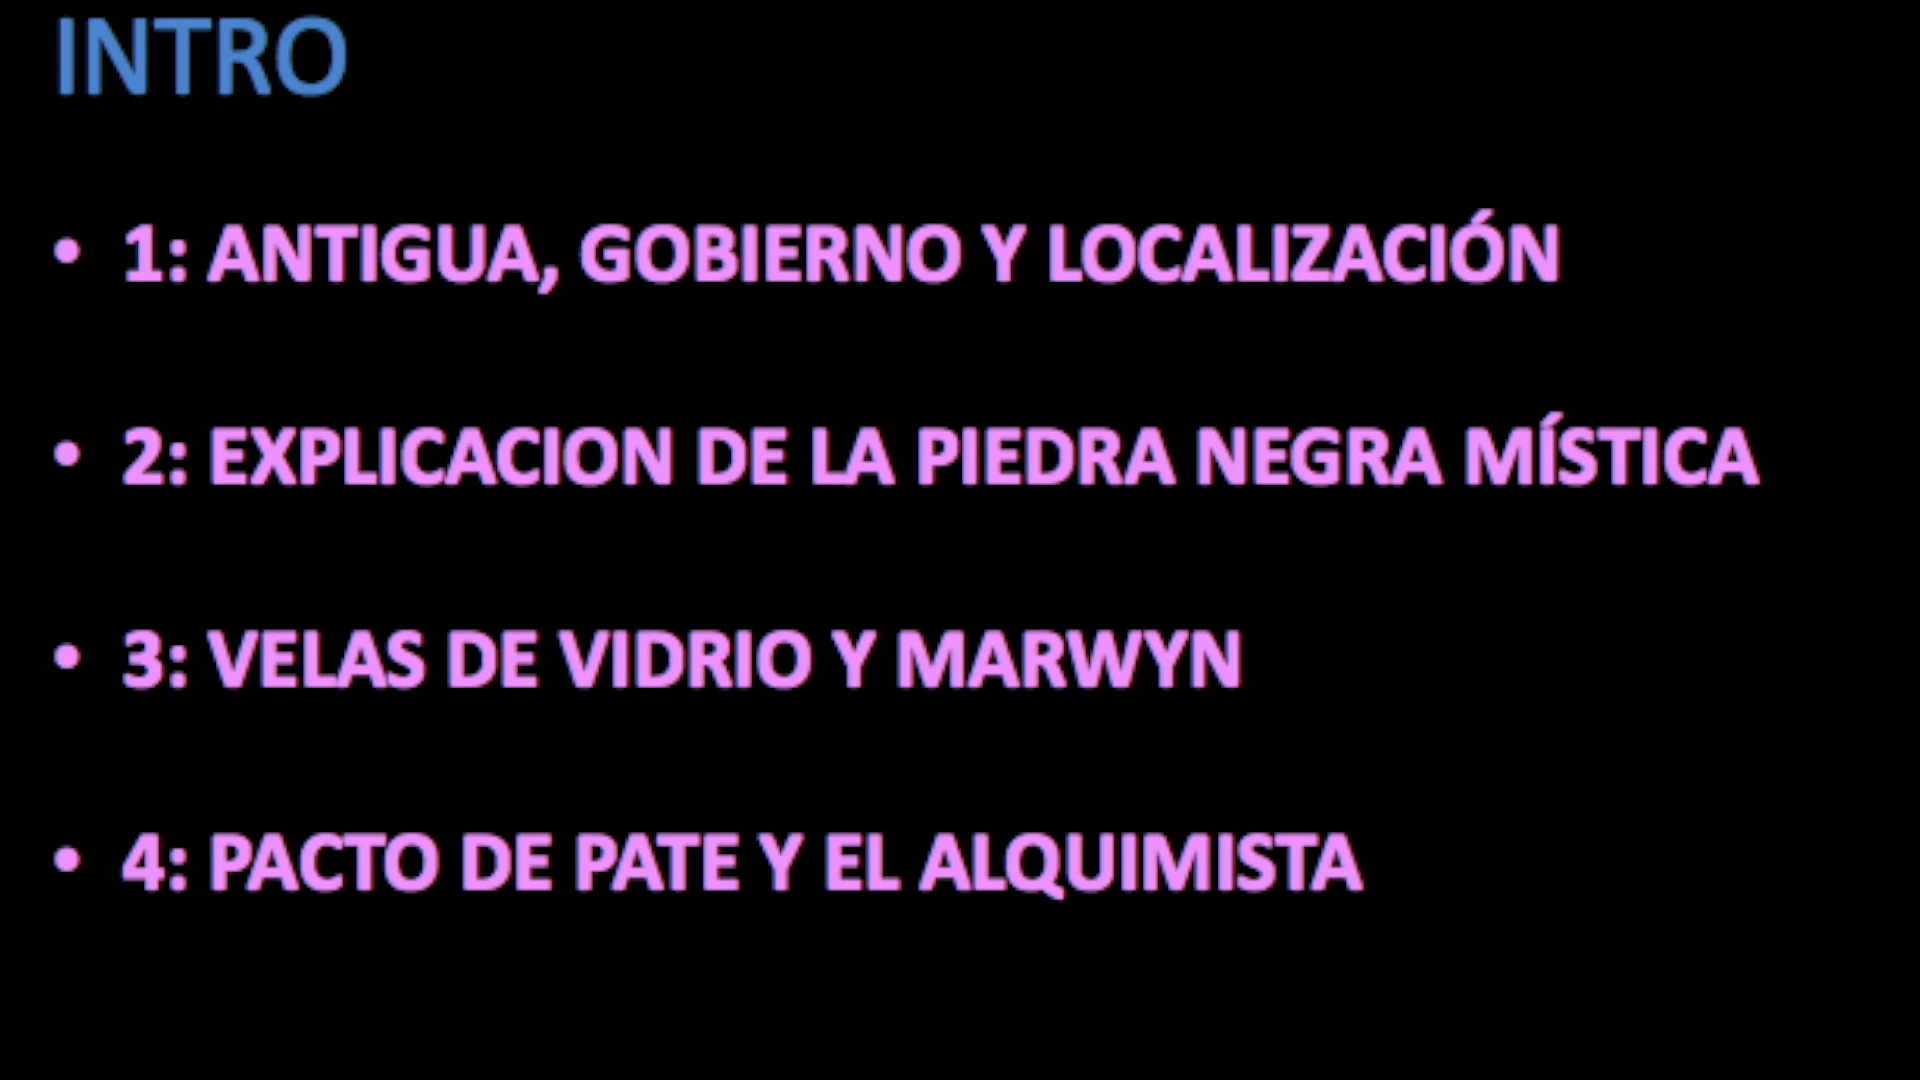 INTRO
• 1: ANTIGUA, GOBIERNO Y LOCALIZACIÓN
• 2: EXPLICACION DE LA PIEDRA NEGRA MÍSTICA
• 3: VELAS DE VIDRIO Y MARWYN
• 4: PACTO DE PATE Y EL ALQUIMISTA